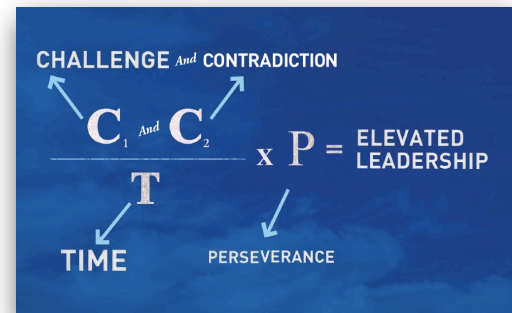 CHALLENGE And CONTRADICTION
C1 And C2
T
x P = ELEVATED
LEADERSHIP
TIME
PERSEVERANCE